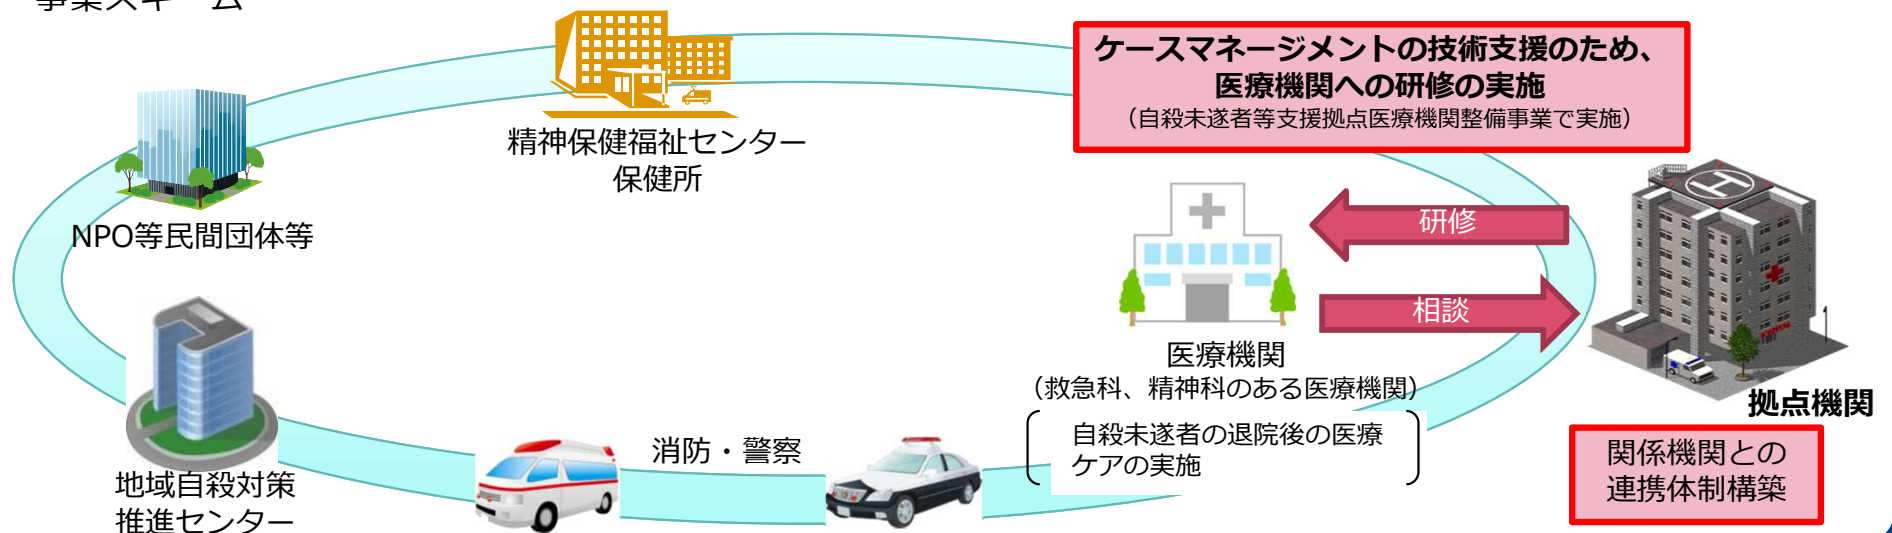 事業スキーム
ケースマネージメントの技術支援のため、
医療機関への研修の実施
（自殺未遂者等支援拠点医療機関整備事業で実施）
精神保健福祉センター
保健所
NPO等民間団体等
研修
相談
医療機関
（救急科、精神科のある医療機関）
自殺未遂者の退院後の医療
ケアの実施
拠点機関
関係機関との
連携体制構築
消防・警察
地域自殺対策
推進センター